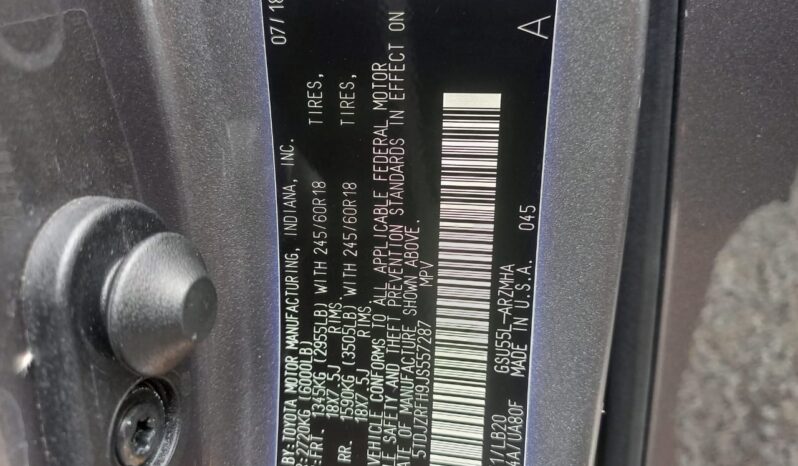 07/18
BY: TOYOTA MOTOR MANUFACTURING, INDIANA, INC.
: 2720KG (6000LB)
FRT. 1345KG (2955LB) WITH 245/60R18 TIRES,
18X7.5J RIMS
RR. 1590KG (3505LB) WITH 245/60R18 TIRES,
18X7.5J RIMS
VEHICLE CONFORMS TO ALL APPLICABLE FEDERAL MOTOR
LE SAFETY AND THEFT PREVENTION STANDARDS IN EFFECT ON
ATE OF MANUFACTURE SHOWN ABOVE.
5TDJZRFH9JS557287 MPV
A
1/LB20 GSU55L-ARZMHA 045
4A/UA80F MADE IN U.S.A.